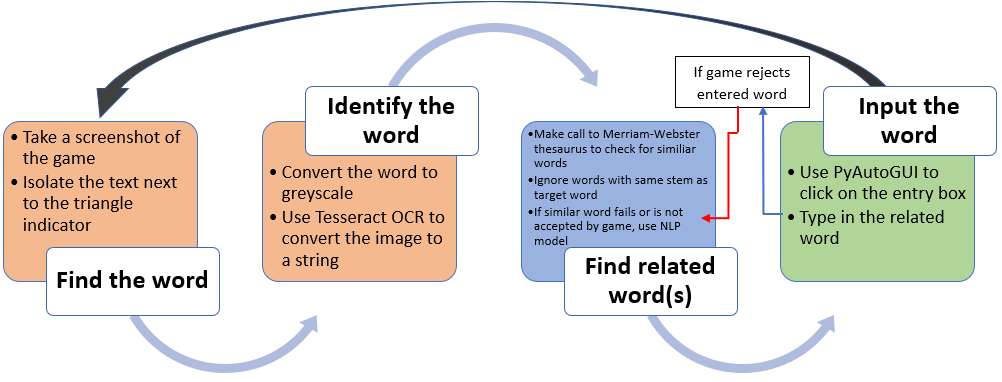 • Take a screenshot of
the game
• Isolate the text next
to the triangle
indicator
Find the word
Identify the
word
• Convert the word to
greyscale
• Use Tesseract OCR to
convert the image to
a string
•Make call to Merriam-Webster
thesaurus to check for similiar
words
•Ignore words with same stem as
target word
•If similar word fails or is not
accepted by game, use NLP
model
Find related
word(s)
If game rejects
entered word
Input the
word
• Use PyAutoGUI to
click on the entry box
• Type in the related
word